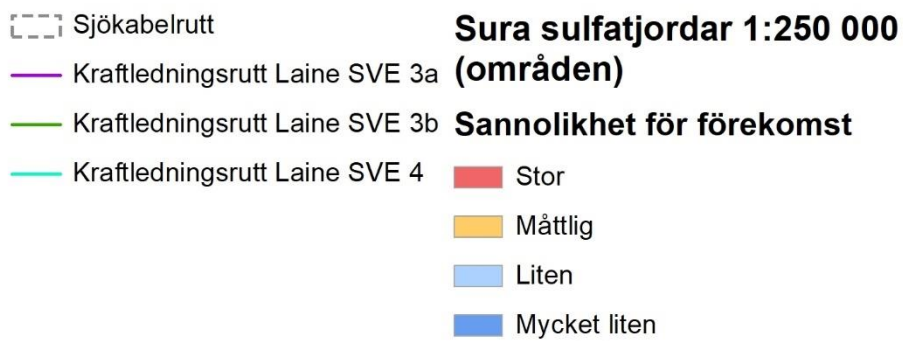 Sjökabelrutt
Kraftledningsrutt Laine SVE 3a
Kraftledningsrutt Laine SVE 3b
Kraftledningsrutt Laine SVE 4
Sura sulfatjordar 1:250 000
(områden)
Sannolikhet för förekomst
Stor
Måttlig
Liten
Mycket liten